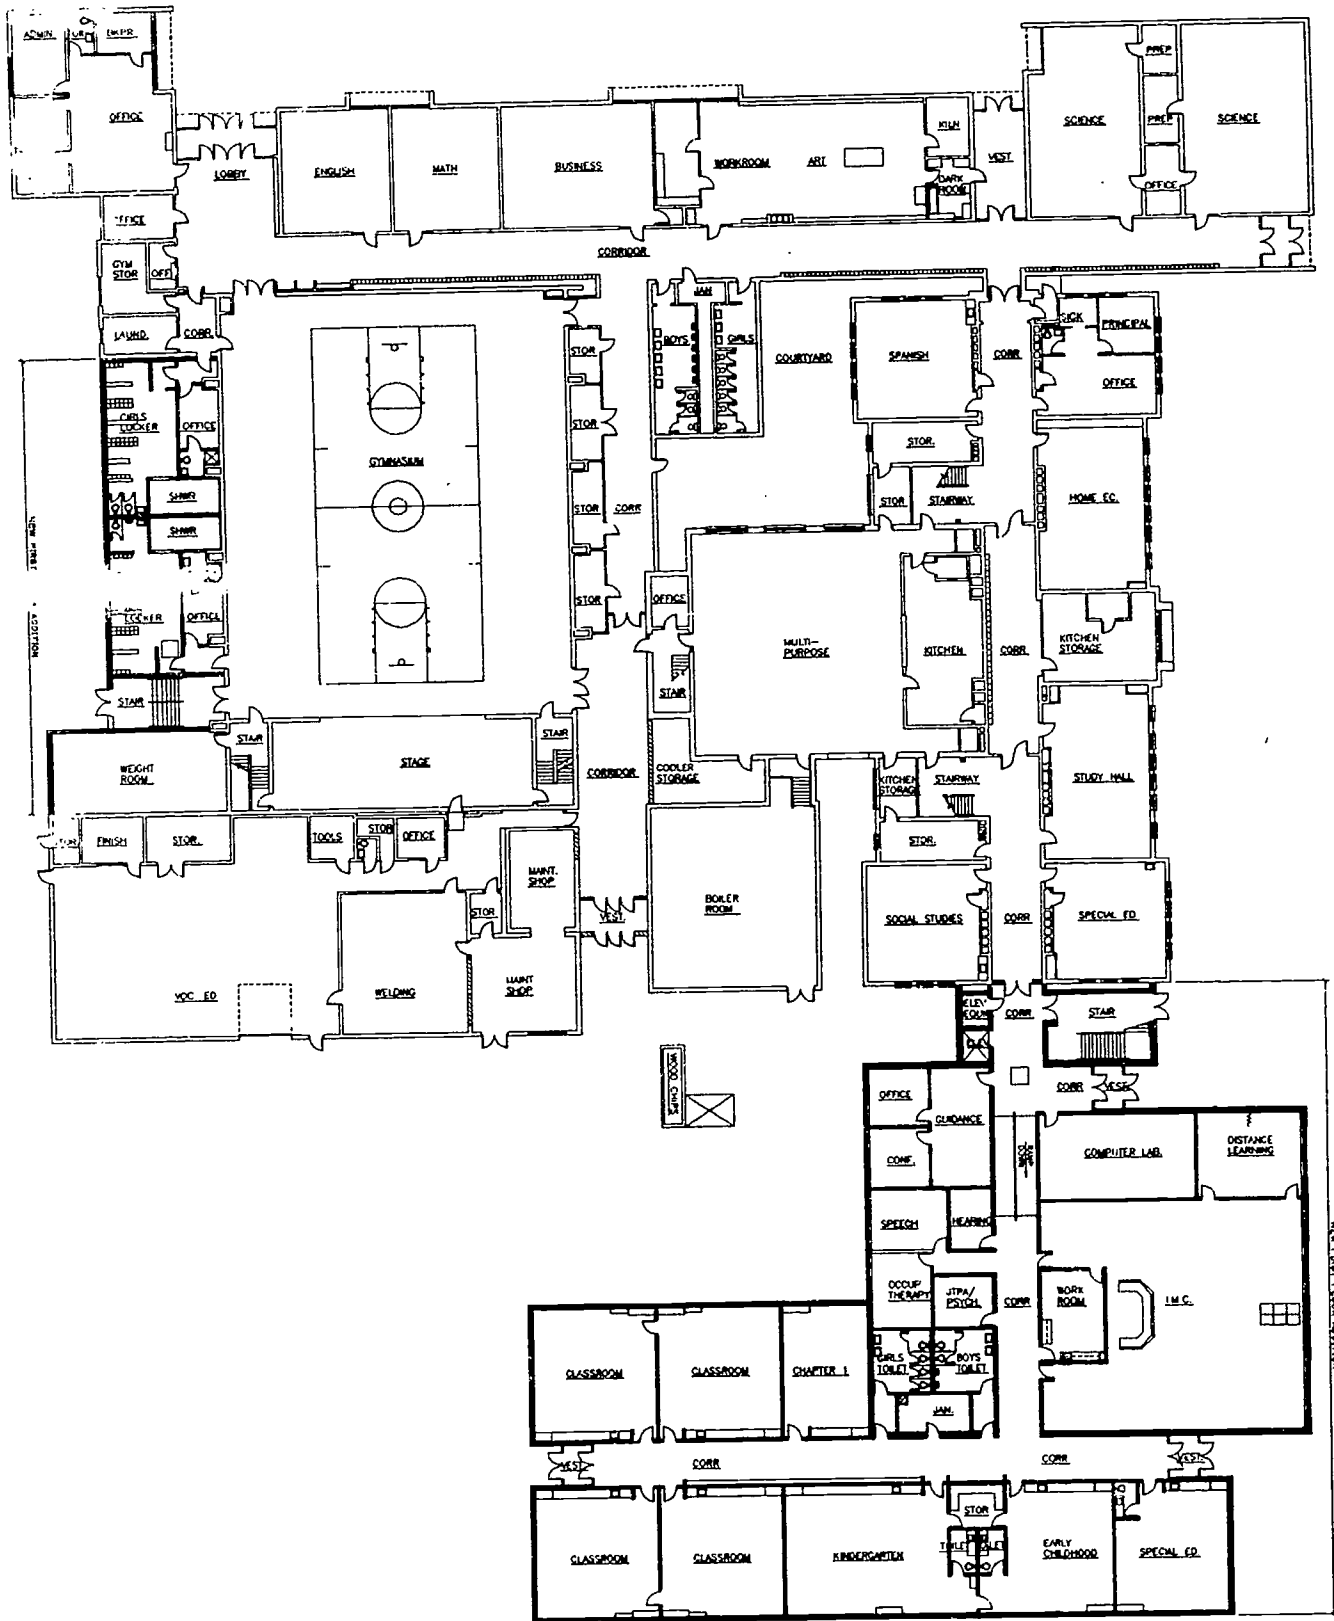 ADMIN
OFFICE
LOBBY
ENGLISH
MATH
BUSINESS
WORKROOM
ART
KILN
DARK
ROOM
VEST
SCIENCE
PREP
PREP
OFFICE
SCIENCE
CORRIDOR
GYM
STOR
OFF
LAUND.
CORR
GIRLS
LOCKER
OFFICE
SHWR
SHWR
LOCKER
OFFICE
STAIR
GYMNASIUM
STOR
STOR
STOR
STOR
CORR
JAN
BOYS
GIRLS
COURTYARD
SPANISH
CORR
SICK
PRINCIPAL
OFFICE
STOR.
STOR
STAIRWAY
HOME EC.
OFFICE
STAIR
MULTI-
PURPOSE
KITCHEN
CORR
KITCHEN
STORAGE
WEIGHT
ROOM
STAIR
STAGE
STAIR
CORRIDOR
COOLER
STORAGE
KITCHEN
STORAGE
STAIRWAY
STUDY HALL
FINISH
STOR.
TOOLS
STOR
OFFICE
STOR.
MAINT.
SHOP
STOR
VEST.
BOILER
ROOM
SOCIAL STUDIES
CORR
SPECIAL ED
VOC ED
WELDING
MAINT
SHOP
CORR
STAIR
WOOD CHIPS
CORR
VEST.
OFFICE
GUIDANCE
CONF.
COMPUTER LAB.
DISTANCE
LEARNING
SPEECH
HEARING
OCCUP
THERAPY
JTPA/
PSYCH.
CORR
WORK
ROOM
I.M.C.
GIRLS
TOILET
BOYS
TOILET
JAN.
CLASSROOM
CLASSROOM
CHAPTER 1
VEST.
CORR
CORR
VEST.
STOR
CLASSROOM
CLASSROOM
KINDERGARTEN
EARLY
CHILDHOOD
SPECIAL ED.